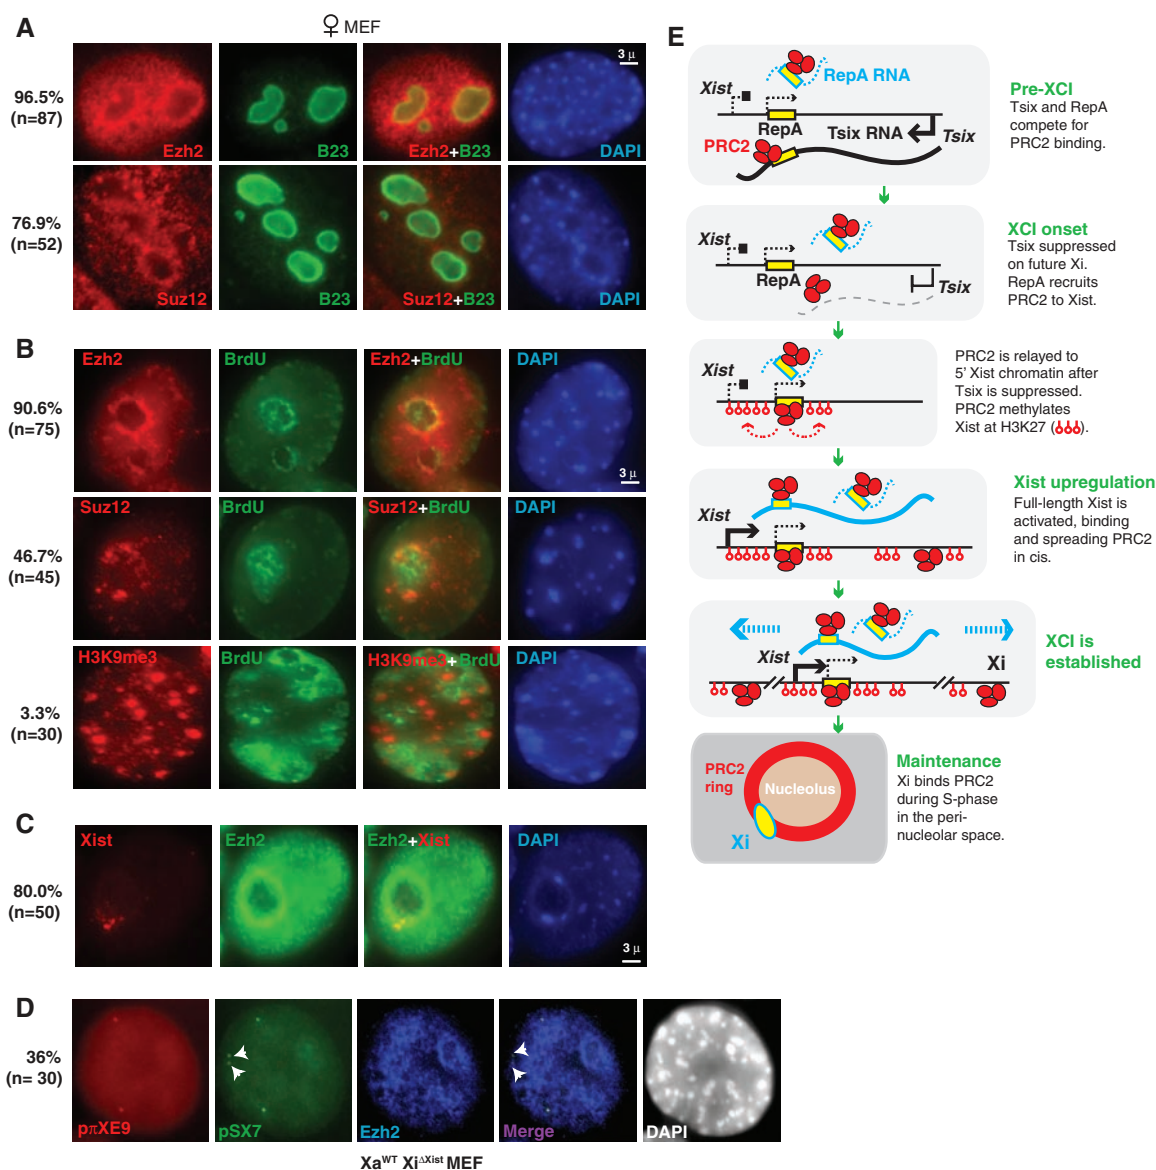 A
♀ MEF
96.5%
(n=87)
Ezh2
B23
Ezh2+B23
3 μ
DAPI
76.9%
(n=52)
Suz12
B23
Suz12+B23
DAPI
B
Ezh2
BrdU
Ezh2+BrdU
DAPI
90.6%
(n=75)
3 μ
Suz12
BrdU
Suz12+BrdU
DAPI
46.7%
(n=45)
H3K9me3
BrdU
H3K9me3+BrdU
DAPI
3.3%
(n=30)
C
Xist
Ezh2
Ezh2+Xist
DAPI
80.0%
(n=50)
3 μ
D
36%
(n= 30)
pπXE9
pSX7
Ezh2
Merge
DAPI
Xaᵂᵀ Xi^ΔXist MEF
E
Xist
RepA RNA
RepA
Tsix RNA
Tsix
PRC2
Pre-XCI
Tsix and RepA
compete for
PRC2 binding.
Xist
RepA
Tsix
XCI onset
Tsix suppressed
on future Xi.
RepA recruits
PRC2 to Xist.
Xist
PRC2 is relayed to
5' Xist chromatin after
Tsix is suppressed.
PRC2 methylates
Xist at H3K27 ( ).
Xist
Xist upregulation
Full-length Xist is
activated, binding
and spreading PRC2
in cis.
Xist
Xi
XCI is
established
PRC2
ring
Nucleolus
Xi
Maintenance
Xi binds PRC2
during S-phase
in the peri-
nucleolar space.